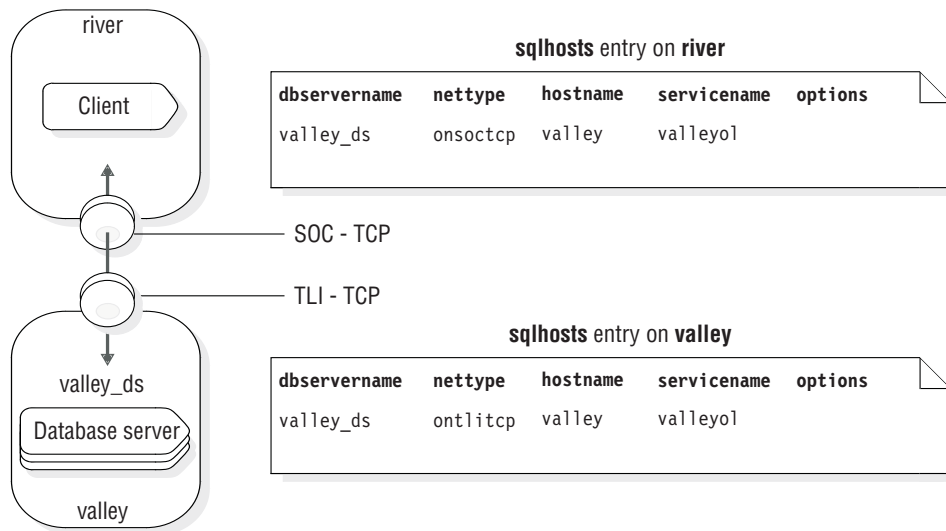 river
Client
sqlhosts entry on river
dbservername nettype hostname servicename options
valley_ds onsoctcp valley valleyol
SOC - TCP
TLI - TCP
sqlhosts entry on valley
dbservername nettype hostname servicename options
valley_ds ontlitcp valley valleyol
valley_ds
Database server
valley